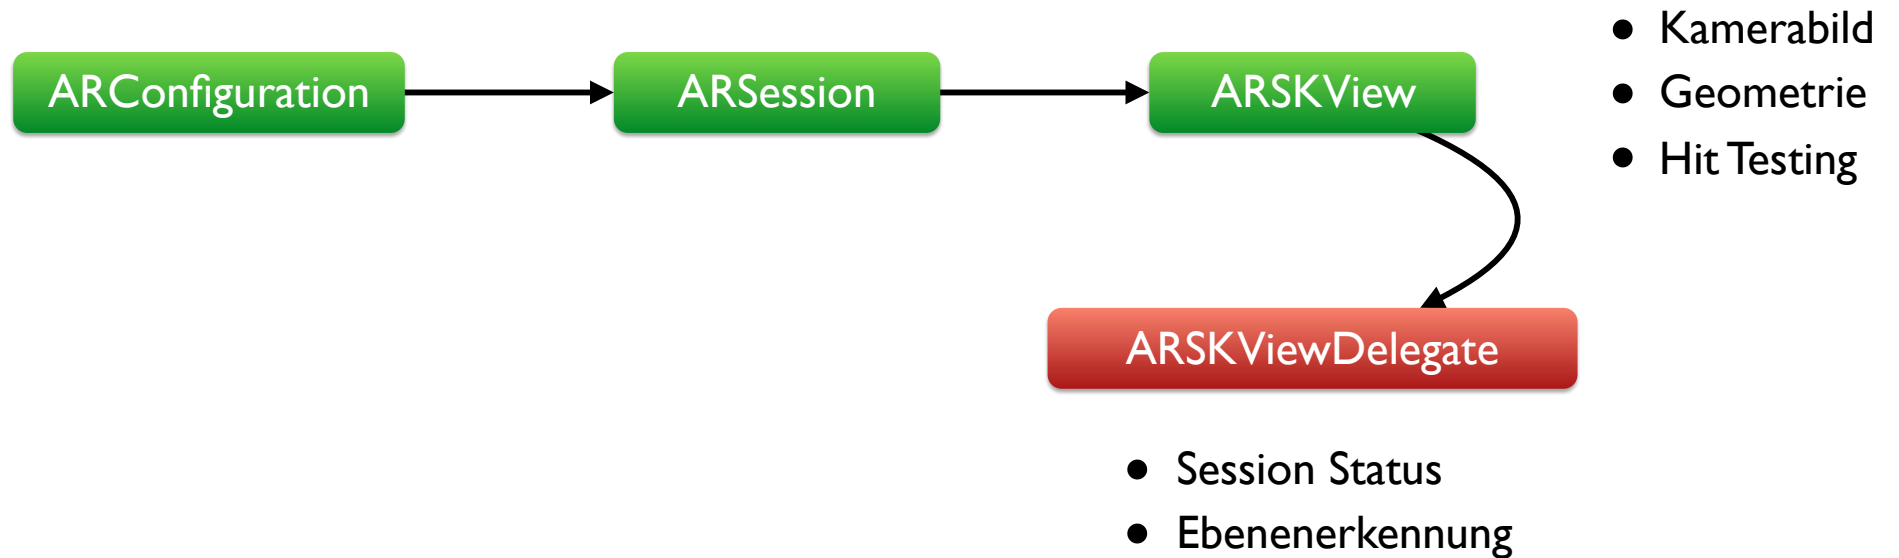 ARConfiguration
ARSession
ARSKView
• Kamerabild
• Geometrie
• Hit Testing
ARSKViewDelegate
• Session Status
• Ebenenerkennung